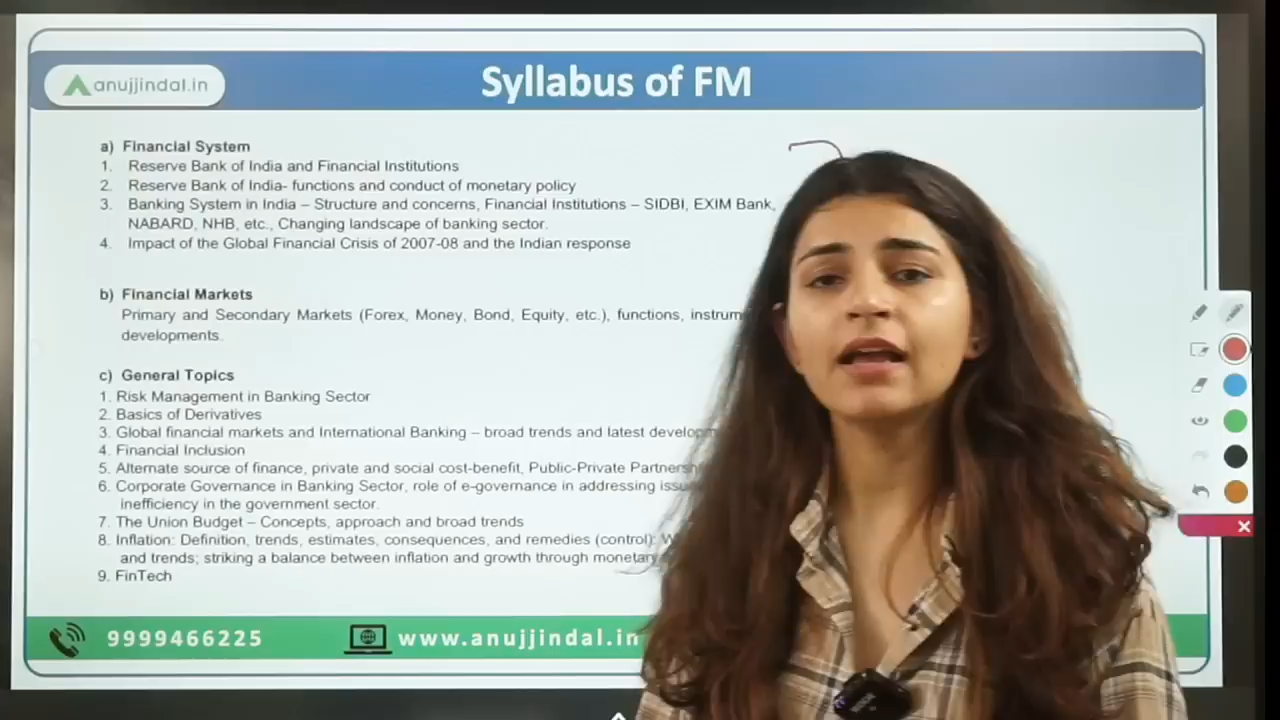 anujjindal.in
Syllabus of FM
a) Financial System
1. Reserve Bank of India and Financial Institutions
2. Reserve Bank of India- functions and conduct of monetary policy
3. Banking System in India – Structure and concerns, Financial Institutions – SIDBI, EXIM Bank,
NABARD, NHB, etc., Changing landscape of banking sector.
4. Impact of the Global Financial Crisis of 2007-08 and the Indian response
b) Financial Markets
Primary and Secondary Markets (Forex, Money, Bond, Equity, etc.), functions,
developments.
c) General Topics
1. Risk Management in Banking Sector
2. Basics of Derivatives
3. Global financial markets and International Banking – broad trends and latest
4. Financial Inclusion
5. Alternate source of finance, private and social cost-benefit, Public-Private
6. Corporate Governance in Banking Sector, role of e-governance in addressing
inefficiency in the government sector.
7. The Union Budget – Concepts, approach and broad trends
8. Inflation: Definition, trends, estimates, consequences, and remedies (control):
and trends; striking a balance between inflation and growth through monetary
9. FinTech
9999466225
www.anujjindal.in